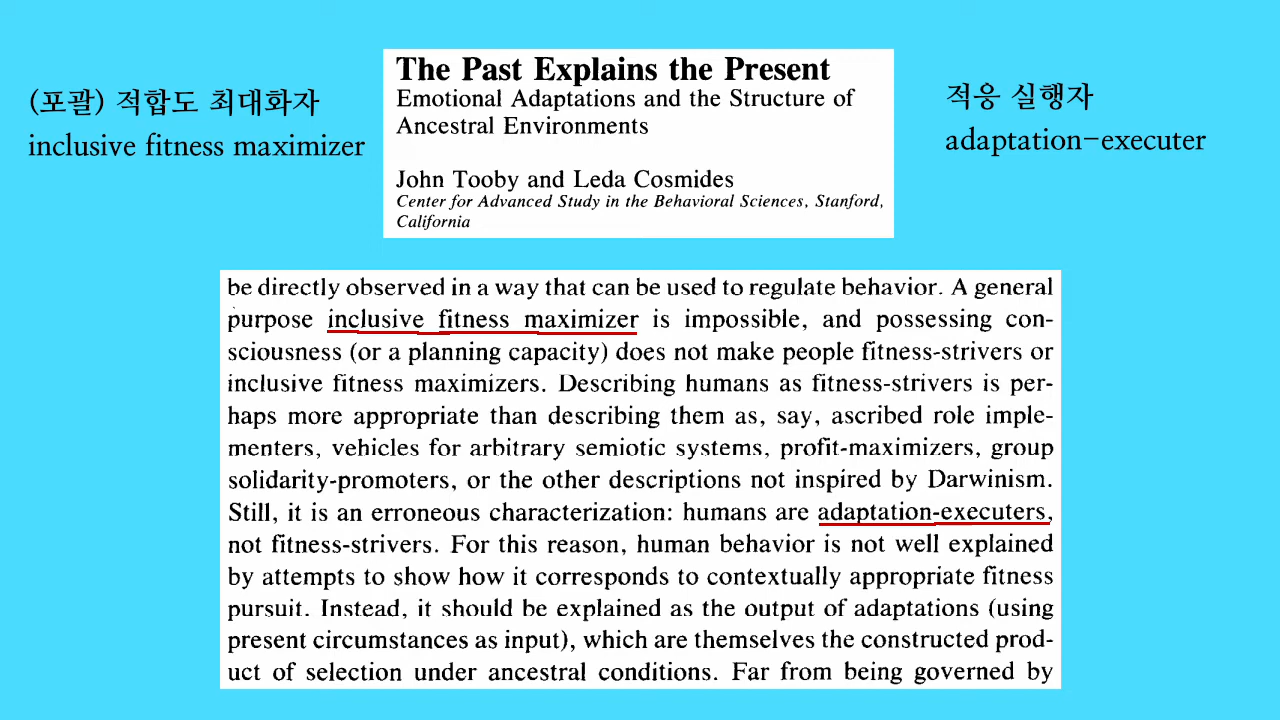 (포괄) 적합도 최대화자
inclusive fitness maximizer
The Past Explains the Present
Emotional Adaptations and the Structure of
Ancestral Environments
John Tooby and Leda Cosmides
Center for Advanced Study in the Behavioral Sciences, Stanford,
California
적응 실행자
adaptation-executer
be directly observed in a way that can be used to regulate behavior. A general
purpose inclusive fitness maximizer is impossible, and possessing con-
sciousness (or a planning capacity) does not make people fitness-strivers or
inclusive fitness maximizers. Describing humans as fitness-strivers is per-
haps more appropriate than describing them as, say, ascribed role imple-
menters, vehicles for arbitrary semiotic systems, profit-maximizers, group
solidarity-promoters, or the other descriptions not inspired by Darwinism.
Still, it is an erroneous characterization: humans are adaptation-executers,
not fitness-strivers. For this reason, human behavior is not well explained
by attempts to show how it corresponds to contextually appropriate fitness
pursuit. Instead, it should be explained as the output of adaptations (using
present circumstances as input), which are themselves the constructed prod-
uct of selection under ancestral conditions. Far from being governed by